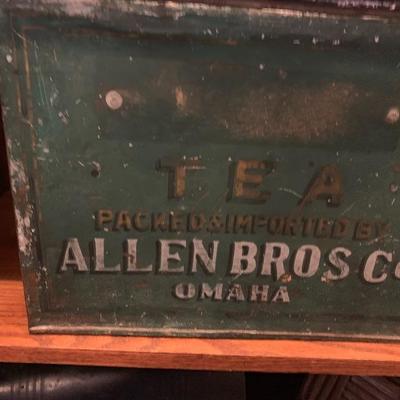 TEA
PACKED & IMPORTED BY
ALLEN BROS Co
OMAHA